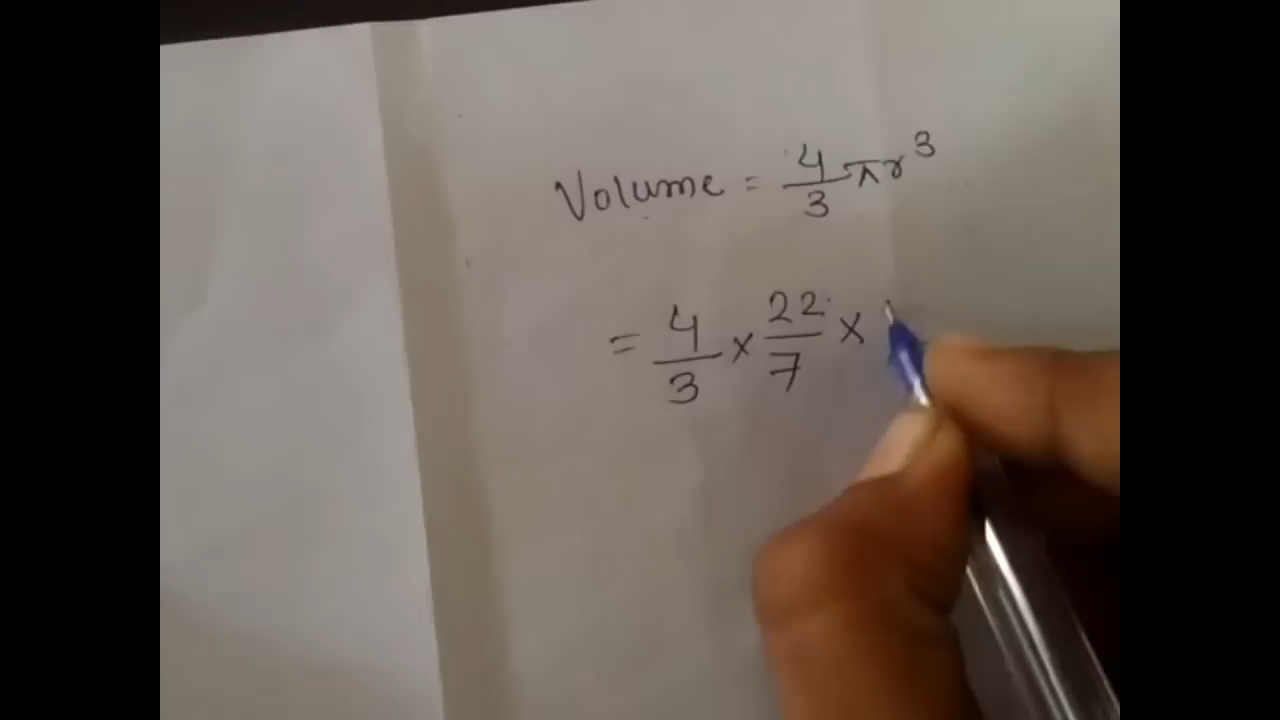 Volume = 4/3 πr³
= 4/3 × 22/7 ×